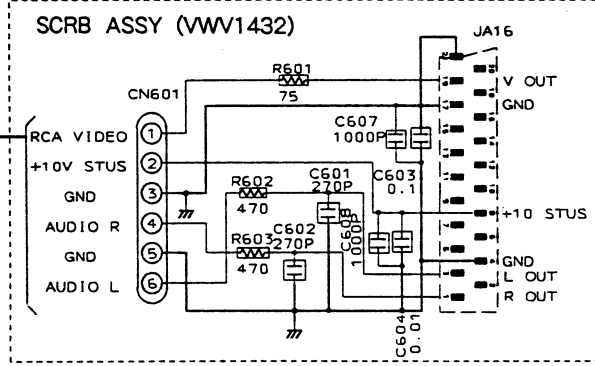 SCRB ASSY (VWV1432)
JA16
R601
75
V OUT
GND
CN601
RCA VIDEO
1
+10V STUS
2
GND
3
AUDIO R
4
GND
5
AUDIO L
6
C607
1000P
C603
0.1
R602
470
C601
270P
R603
470
C602
270P
C608
1000P
C604
0.01
+10 STUS
GND
L OUT
R OUT